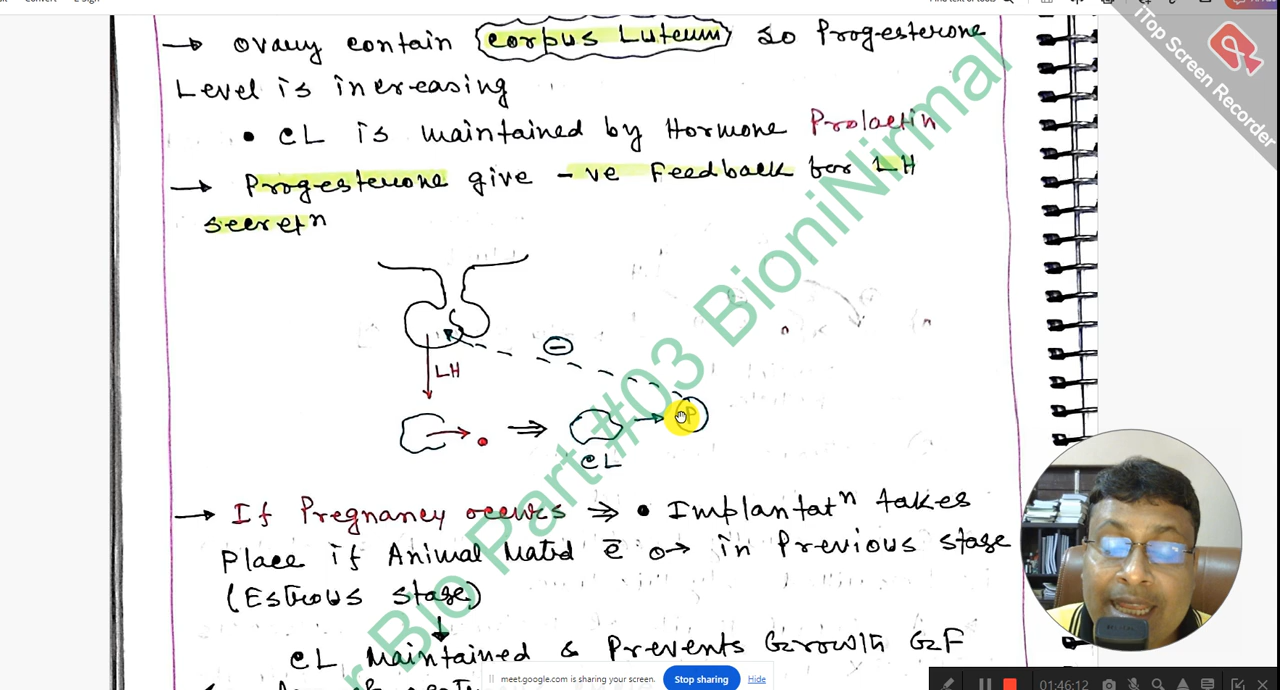 → Ovary contain corpus Luteum so Progesterone
Level is increasing
• CL is maintained by Hormone Prolactin
→ Progesterone give -ve Feedback for LH
secretn
LH
⊖
P
CL
→ If Pregnancy occurs ⇒ • Implantatn takes
Place if Animal Mated c̄ ♂ in Previous stage
(Estrous stage)
CL Maintained & Prevents Growth GF
Bio Part #03 BioniNirmal
iTop Screen Recorder
meet.google.com is sharing your screen.
Stop sharing
Hide
01:46:12